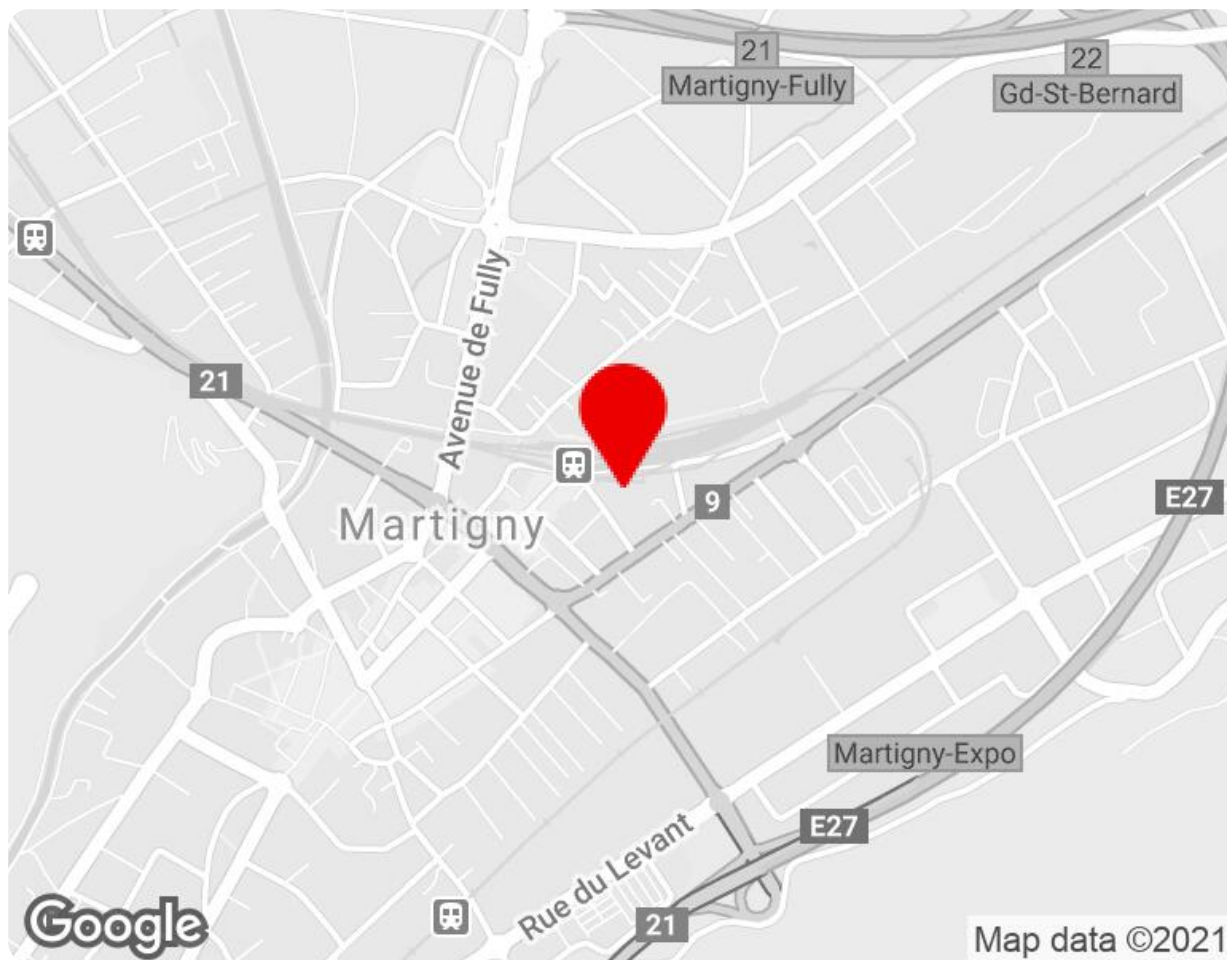 21
Martigny-Fully
22
Gd-St-Bernard
Avenue de Fully
21
9
E27
Martigny
Martigny-Expo
E27
Rue du Levant
21
Google
Map data ©2021